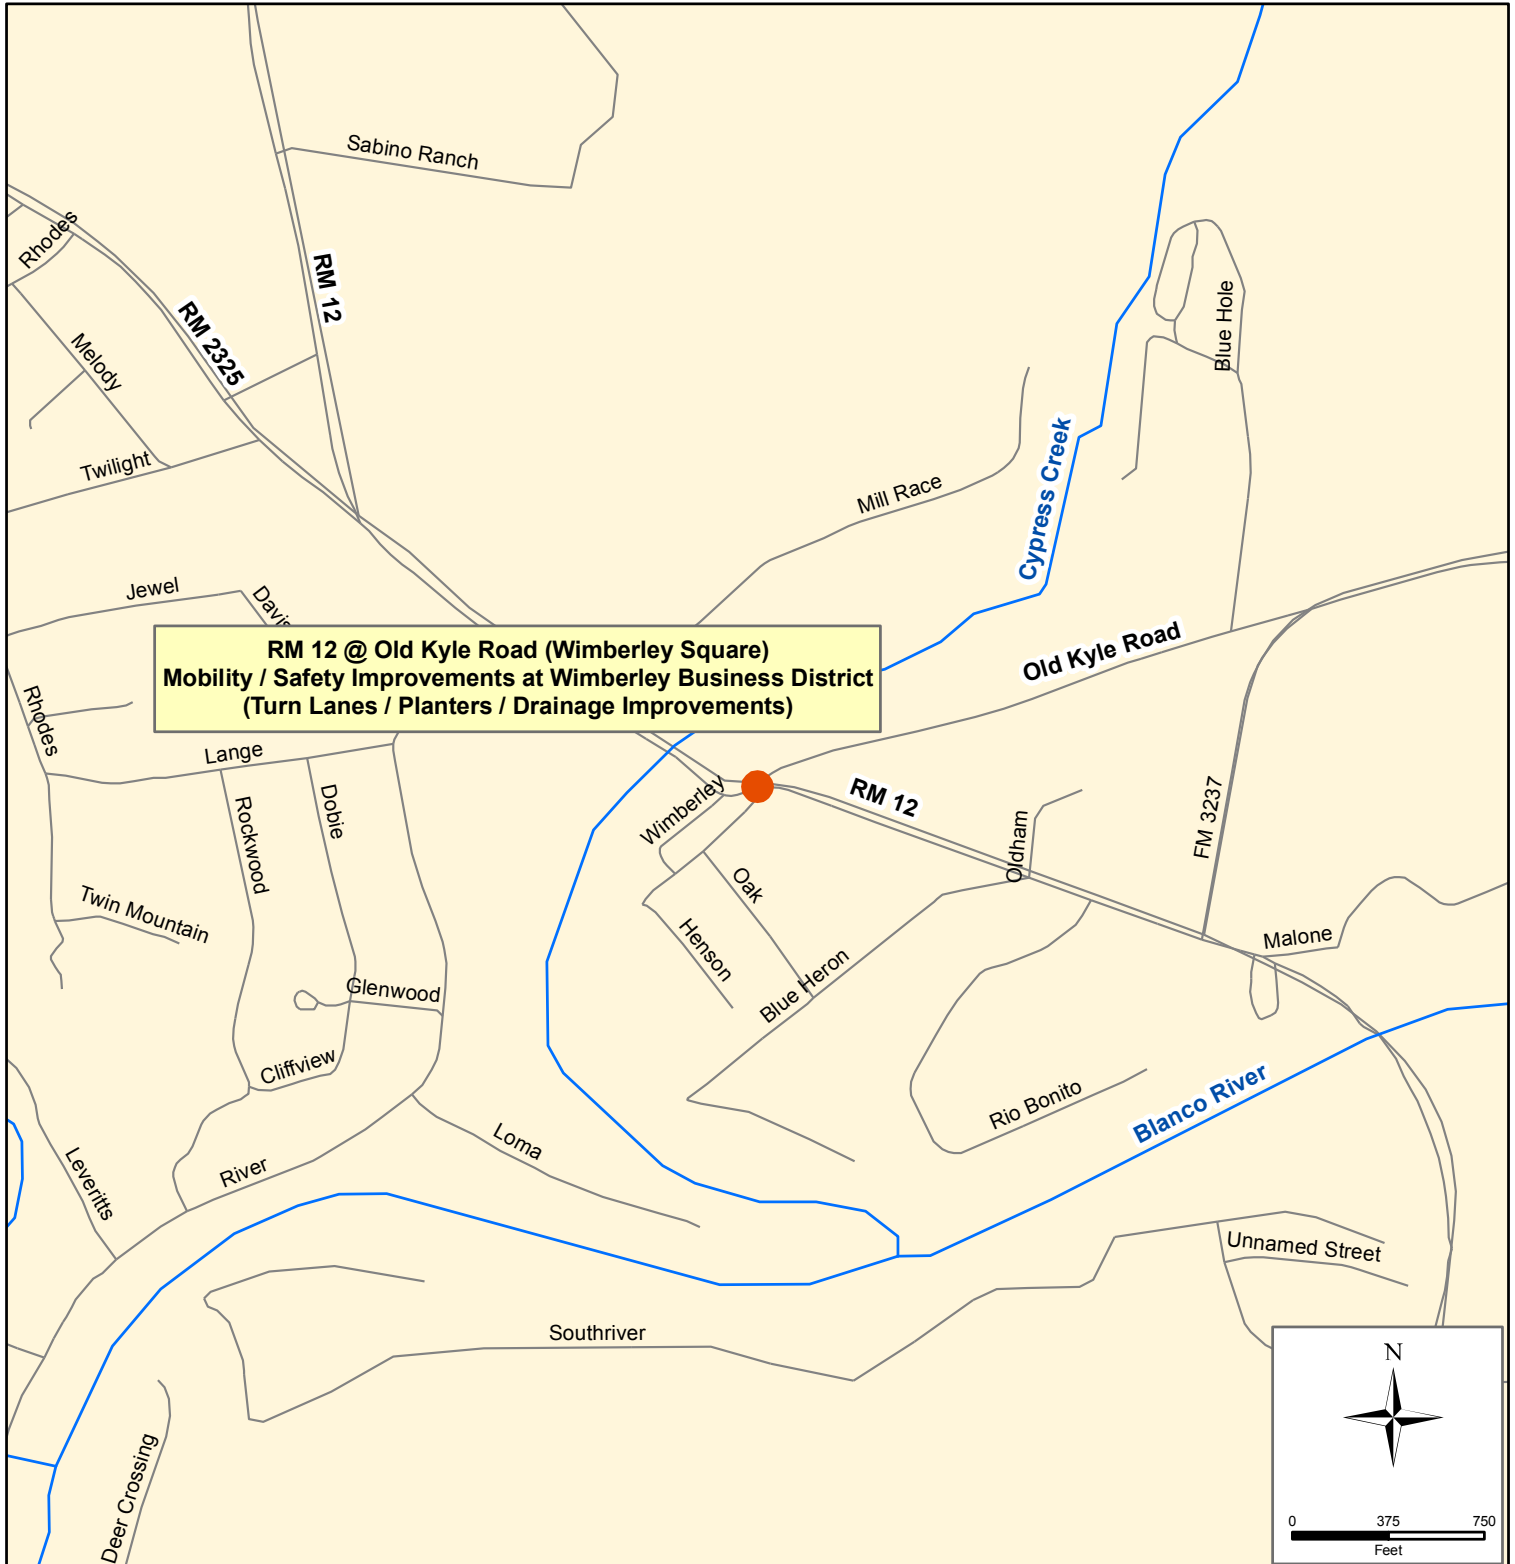 Sabino Ranch
Rhodes
RM 12
RM 2325
Blue Hole
Melody
Twilight
Mill Race
Cypress Creek
Jewel
Davis
RM 12 @ Old Kyle Road (Wimberley Square)
Mobility / Safety Improvements at Wimberley Business District
(Turn Lanes / Planters / Drainage Improvements)
Old Kyle Road
Rhodes
Lange
Dobie
Rockwood
Wimberley
RM 12
Oldham
FM 3237
Oak
Twin Mountain
Henson
Malone
Blue Heron
Glenwood
Cliffview
Rio Bonito
Blanco River
Loma
River
Leveritts
Unnamed Street
Southriver
Deer Crossing
N
0 375 750
Feet